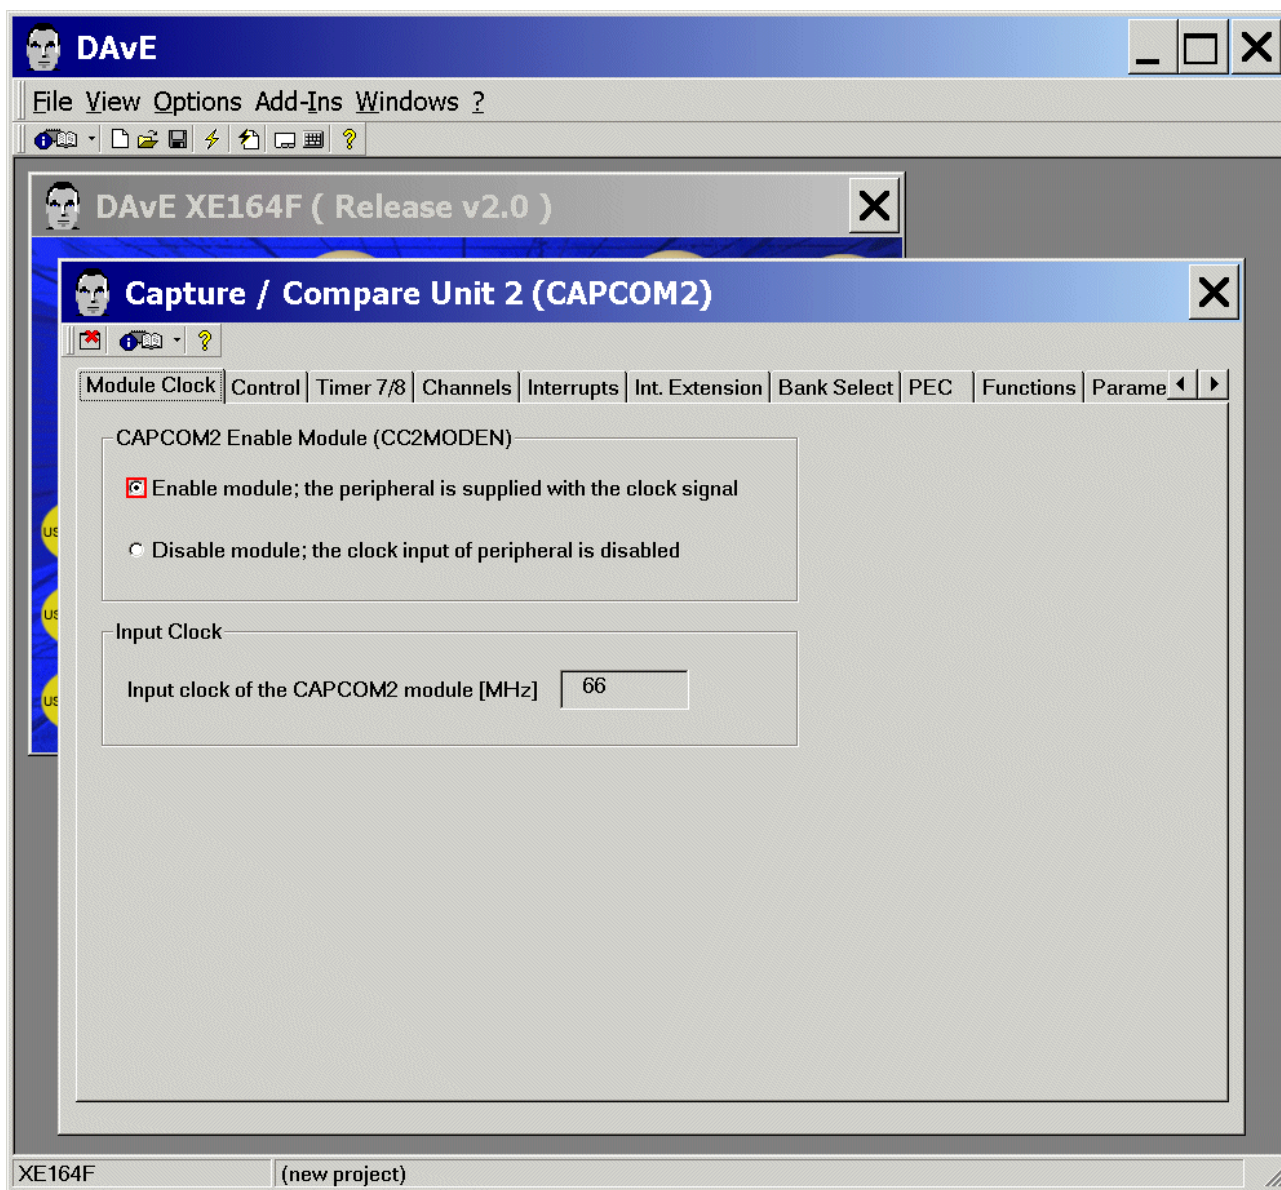 DAvE
File View Options Add-Ins Windows ?
DAvE XE164F ( Release v2.0 )
Capture / Compare Unit 2 (CAPCOM2)
Module Clock Control Timer 7/8 Channels Interrupts Int. Extension Bank Select PEC Functions Parame
CAPCOM2 Enable Module (CC2MODEN)
Enable module; the peripheral is supplied with the clock signal
Disable module; the clock input of peripheral is disabled
US
US
Input Clock
Input clock of the CAPCOM2 module [MHz] 66
US
XE164F (new project)